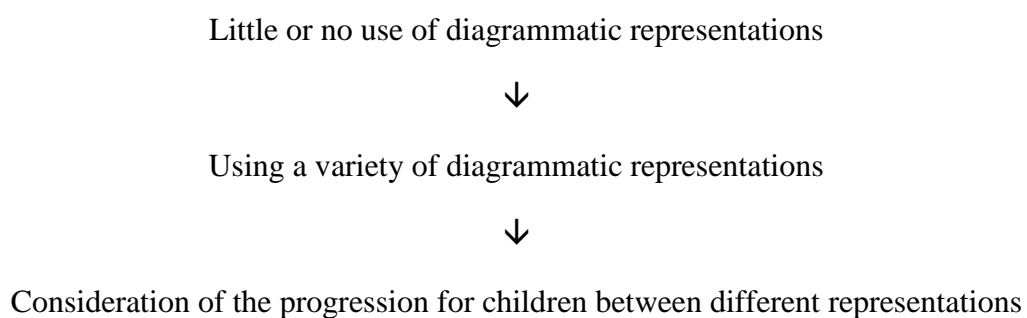 Little or no use of diagrammatic representations
↓
Using a variety of diagrammatic representations
↓
Consideration of the progression for children between different representations